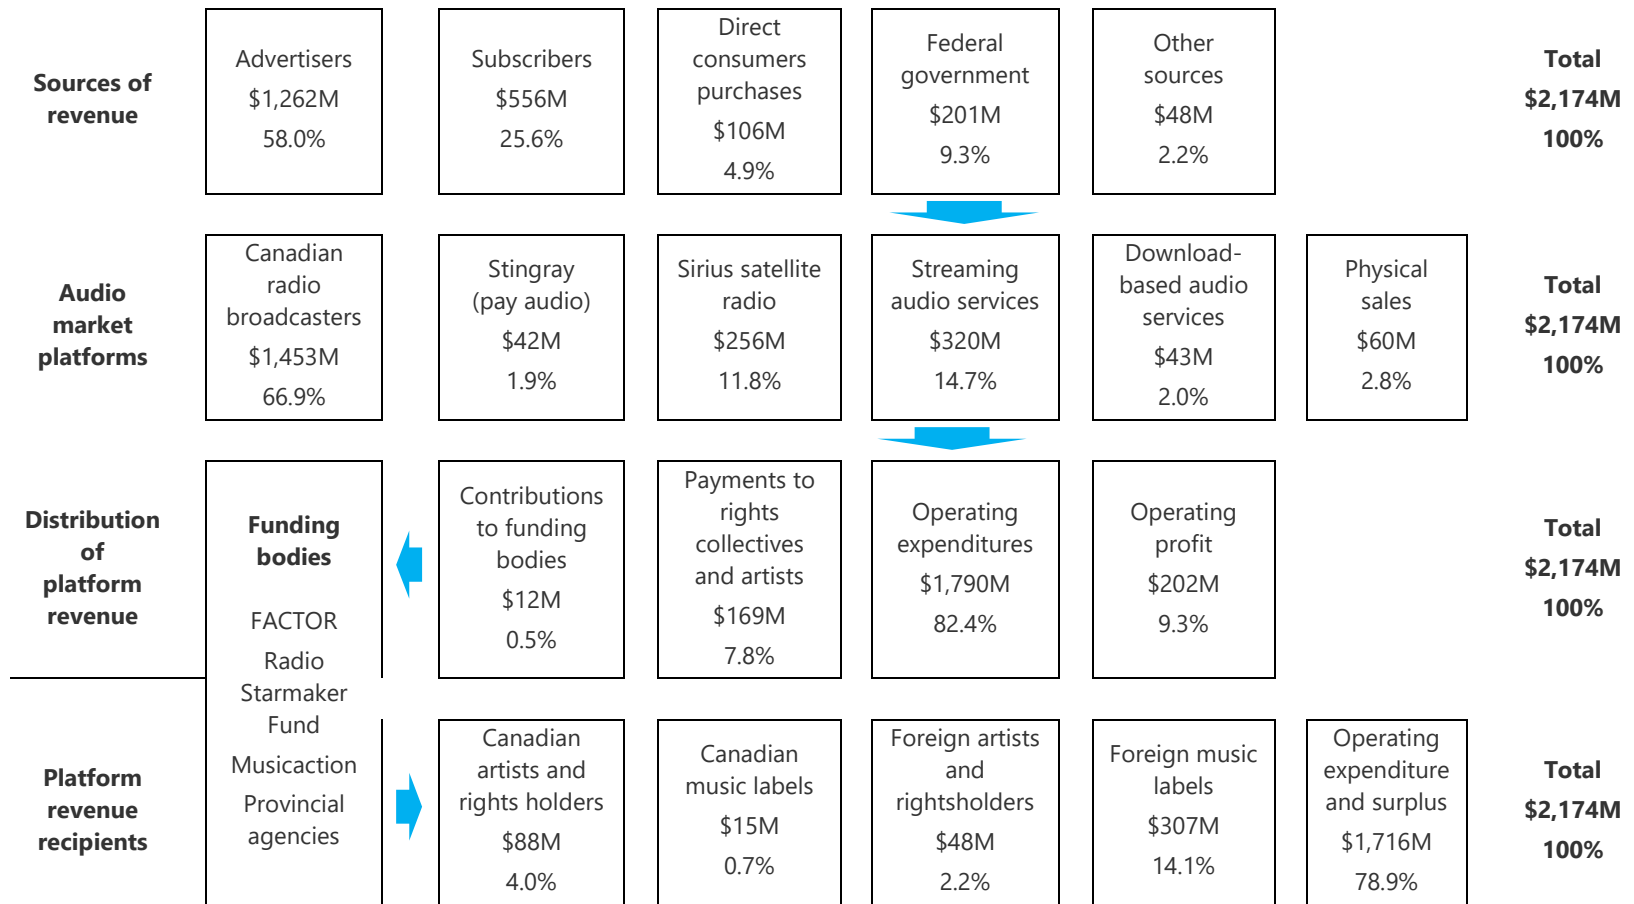 Sources of
revenue
Advertisers
$1,262M
58.0%
Subscribers
$556M
25.6%
Direct
consumers
purchases
$106M
4.9%
Federal
government
$201M
9.3%
Other
sources
$48M
2.2%
Total
$2,174M
100%
Audio
market
platforms
Canadian
radio
broadcasters
$1,453M
66.9%
Stingray
(pay audio)
$42M
1.9%
Sirius satellite
radio
$256M
11.8%
Streaming
audio services
$320M
14.7%
Download-
based audio
services
$43M
2.0%
Physical
sales
$60M
2.8%
Total
$2,174M
100%
Distribution
of
platform
revenue
Funding
bodies
FACTOR
Radio
Starmaker
Fund
Musicaction
Provincial
agencies
Contributions
to funding
bodies
$12M
0.5%
Payments to
rights
collectives
and artists
$169M
7.8%
Operating
expenditures
$1,790M
82.4%
Operating
profit
$202M
9.3%
Total
$2,174M
100%
Platform
revenue
recipients
Canadian
artists and
rights holders
$88M
4.0%
Canadian
music labels
$15M
0.7%
Foreign artists
and
rightsholders
$48M
2.2%
Foreign music
labels
$307M
14.1%
Operating
expenditure
and surplus
$1,716M
78.9%
Total
$2,174M
100%